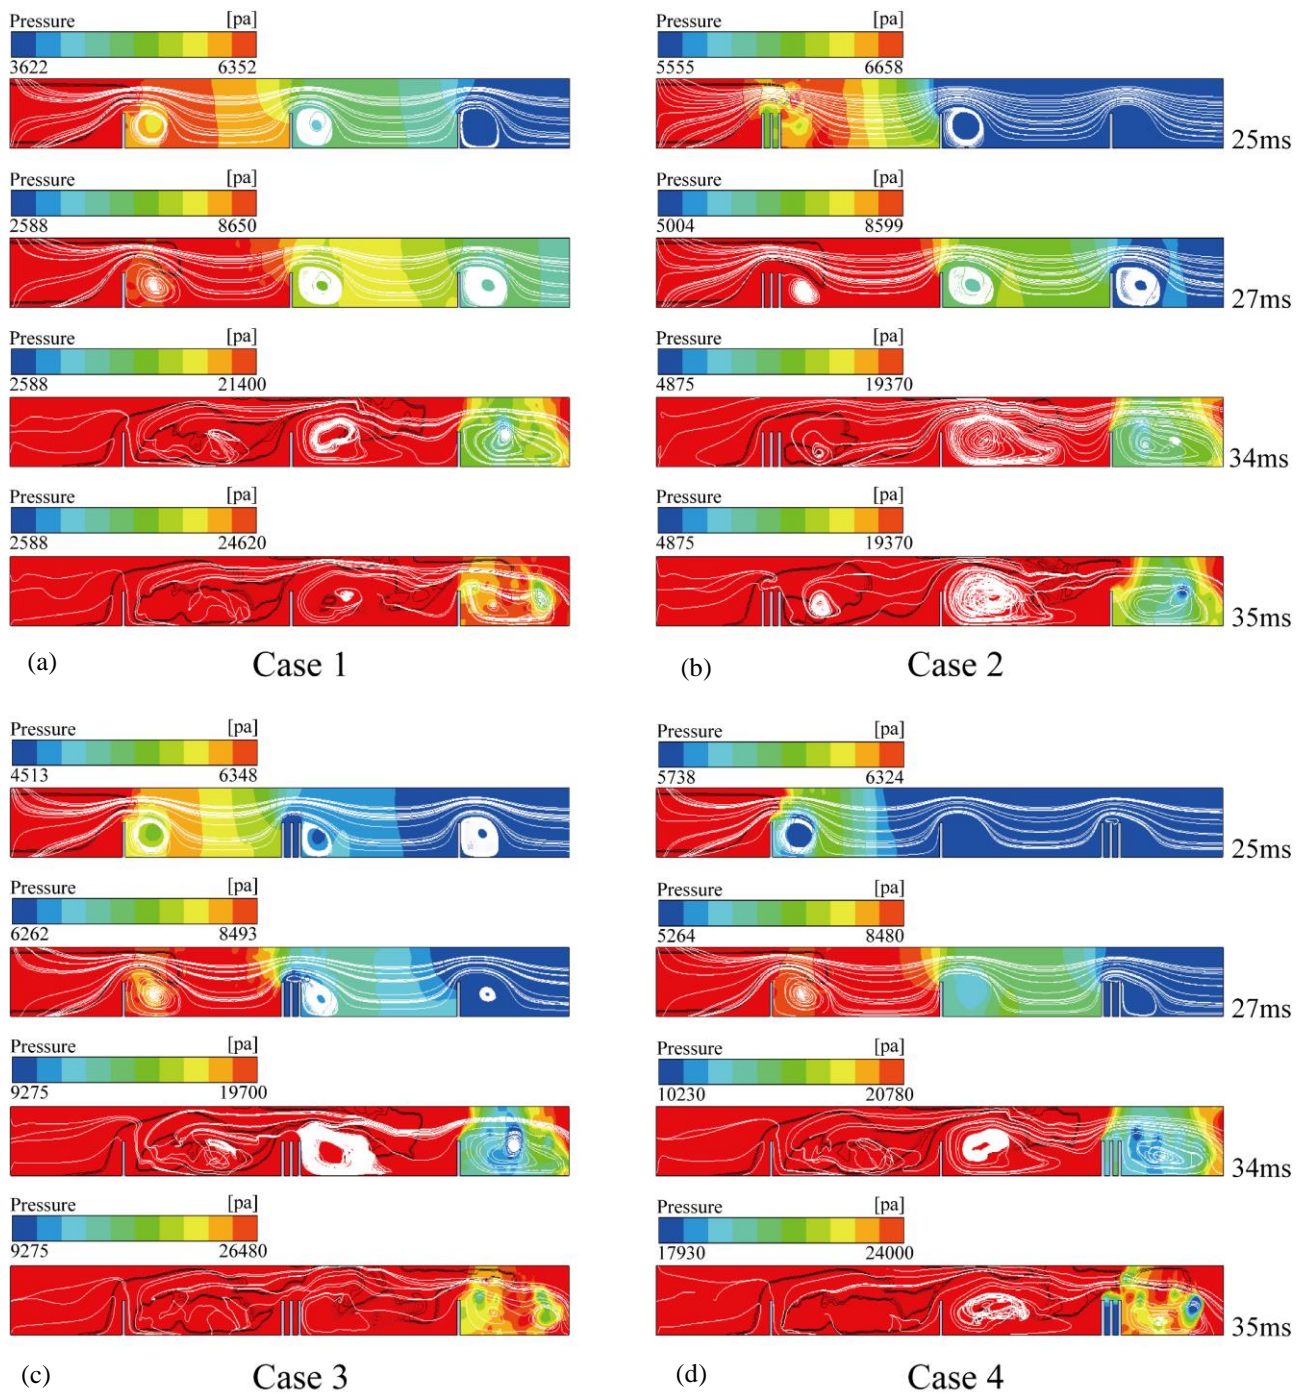 Pressure [pa]
3622 6352
Pressure [pa]
5555 6658
25ms
Pressure [pa]
2588 8650
Pressure [pa]
5004 8599
27ms
Pressure [pa]
2588 21400
Pressure [pa]
4875 19370
34ms
Pressure [pa]
2588 24620
Pressure [pa]
4875 19370
35ms
(a) Case 1
(b) Case 2
Pressure [pa]
4513 6348
Pressure [pa]
5738 6324
25ms
Pressure [pa]
6262 8493
Pressure [pa]
5264 8480
27ms
Pressure [pa]
9275 19700
Pressure [pa]
10230 20780
34ms
Pressure [pa]
9275 26480
Pressure [pa]
17930 24000
35ms
(c) Case 3
(d) Case 4